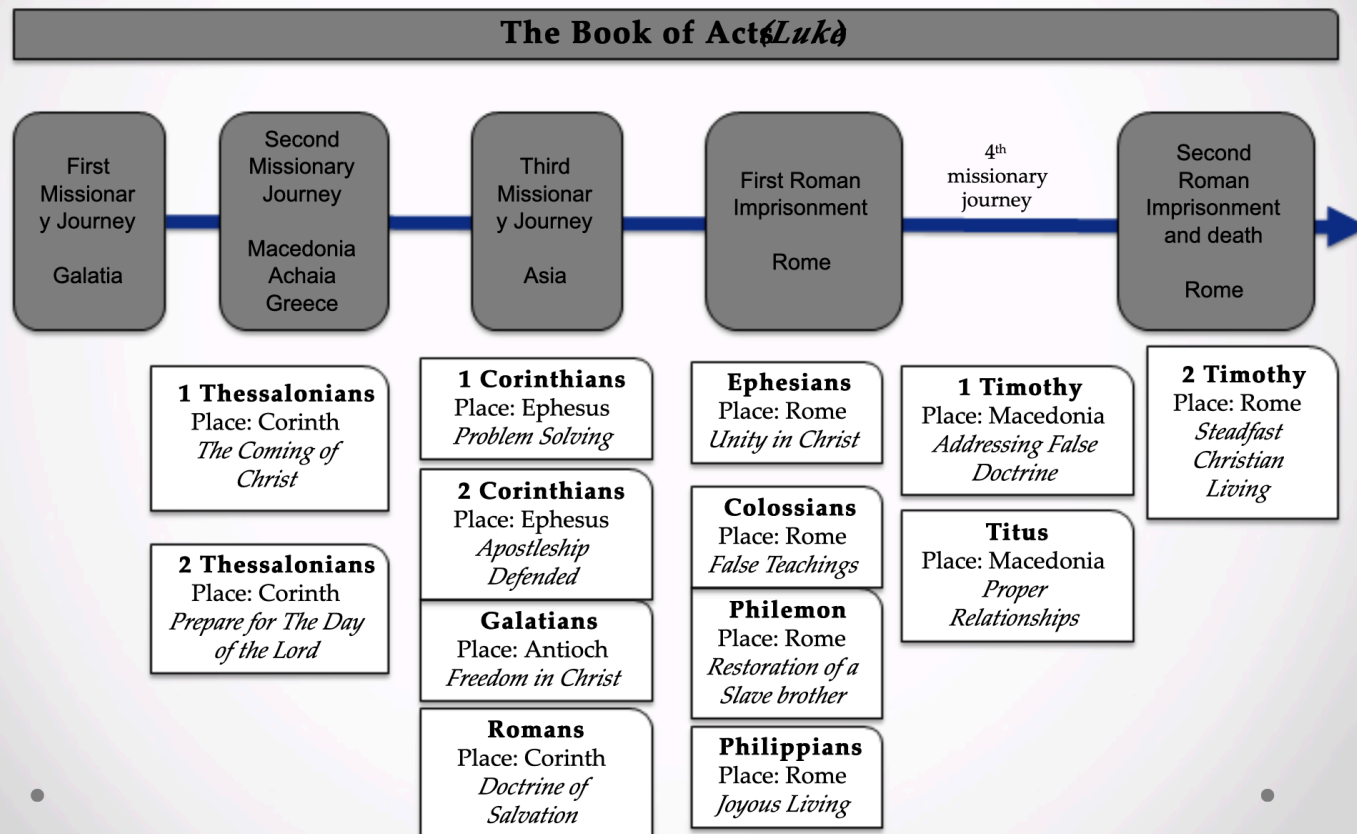 The Book of Acts(Luke)
First
Missionar
y Journey
Galatia
Second
Missionary
Journey
Macedonia
Achaia
Greece
Third
Missionar
y Journey
Asia
First Roman
Imprisonment
Rome
4th
missionary
journey
Second
Roman
Imprisonment
and death
Rome
1 Thessalonians
Place: Corinth
The Coming of
Christ
2 Thessalonians
Place: Corinth
Prepare for The Day
of the Lord
1 Corinthians
Place: Ephesus
Problem Solving
2 Corinthians
Place: Ephesus
Apostleship
Defended
Galatians
Place: Antioch
Freedom in Christ
Romans
Place: Corinth
Doctrine of
Salvation
Ephesians
Place: Rome
Unity in Christ
Colossians
Place: Rome
False Teachings
Philemon
Place: Rome
Restoration of a
Slave brother
Philippians
Place: Rome
Joyous Living
1 Timothy
Place: Macedonia
Addressing False
Doctrine
Titus
Place: Macedonia
Proper
Relationships
2 Timothy
Place: Rome
Steadfast
Christian
Living